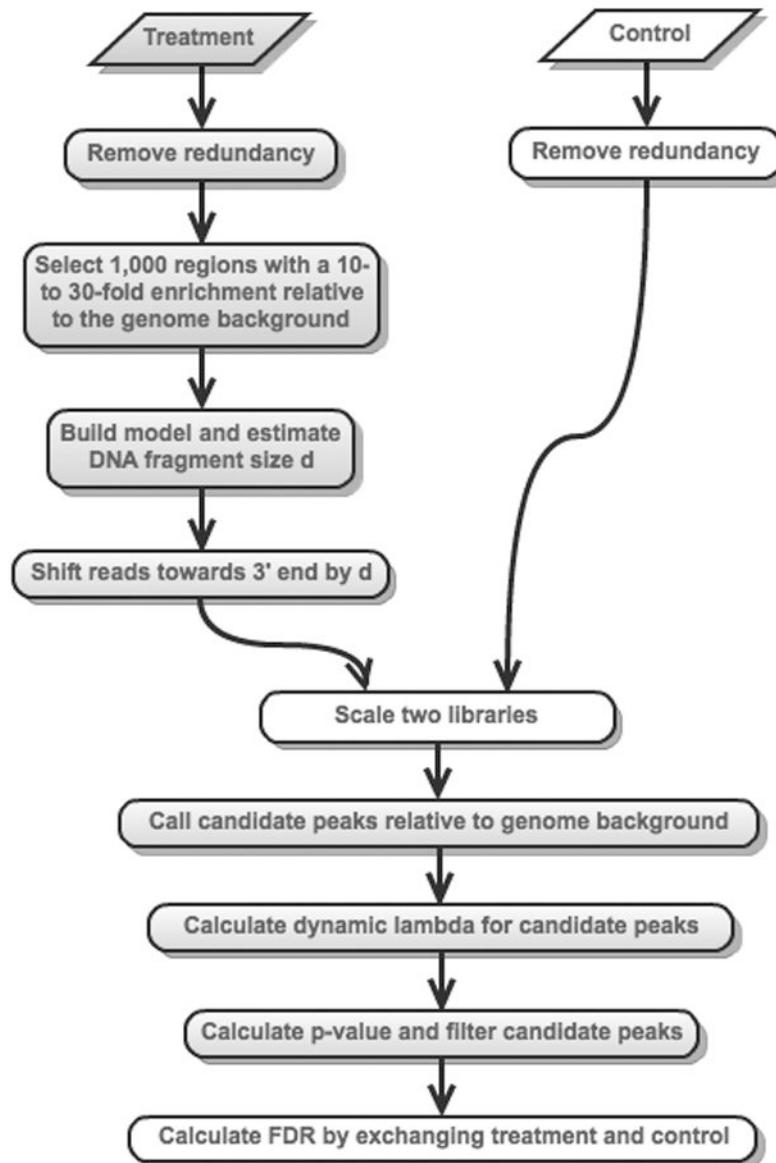 Treatment
Control
Remove redundancy
Remove redundancy
Select 1,000 regions with a 10-
to 30-fold enrichment relative
to the genome background
Build model and estimate
DNA fragment size d
Shift reads towards 3' end by d
Scale two libraries
Call candidate peaks relative to genome background
Calculate dynamic lambda for candidate peaks
Calculate p-value and filter candidate peaks
Calculate FDR by exchanging treatment and control